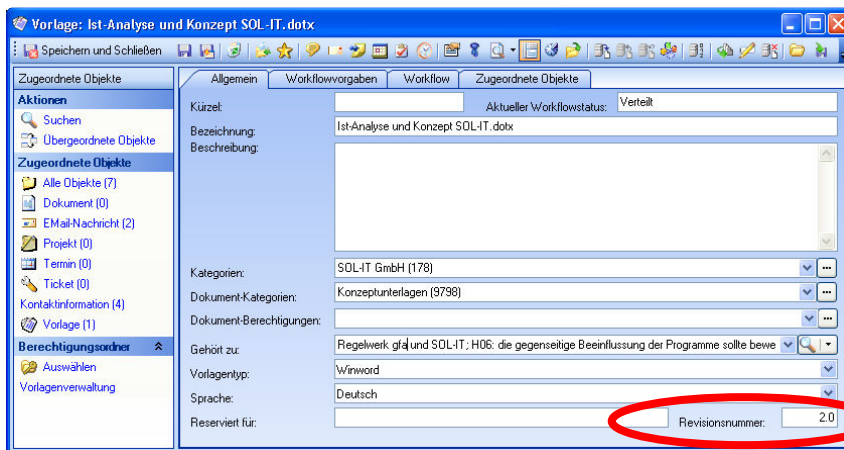 Vorlage: Ist-Analyse und Konzept SOL-IT.dotx
Speichern und Schließen
Zugeordnete Objekte
Aktionen
Suchen
Übergeordnete Objekte
Zugeordnete Objekte
Alle Objekte (7)
Dokument (0)
EMail-Nachricht (2)
Projekt (0)
Termin (0)
Ticket (0)
Kontaktinformation (4)
Vorlage (1)
Berechtigungsordner
Auswählen
Vorlagenverwaltung
Allgemein Workflowvorgaben Workflow Zugeordnete Objekte
Kürzel: Aktueller Workflowstatus: Verteilt
Bezeichnung: Ist-Analyse und Konzept SOL-IT.dotx
Beschreibung:
Kategorien: SOL-IT GmbH (178)
Dokument-Kategorien: Konzeptunterlagen (9798)
Dokument-Berechtigungen:
Gehört zu: Regelwerk gfa und SOL-IT; H06: die gegenseitige Beeinflussung der Programme sollte bewe
Vorlagentyp: Winword
Sprache: Deutsch
Reserviert für: Revisionsnummer: 2.0